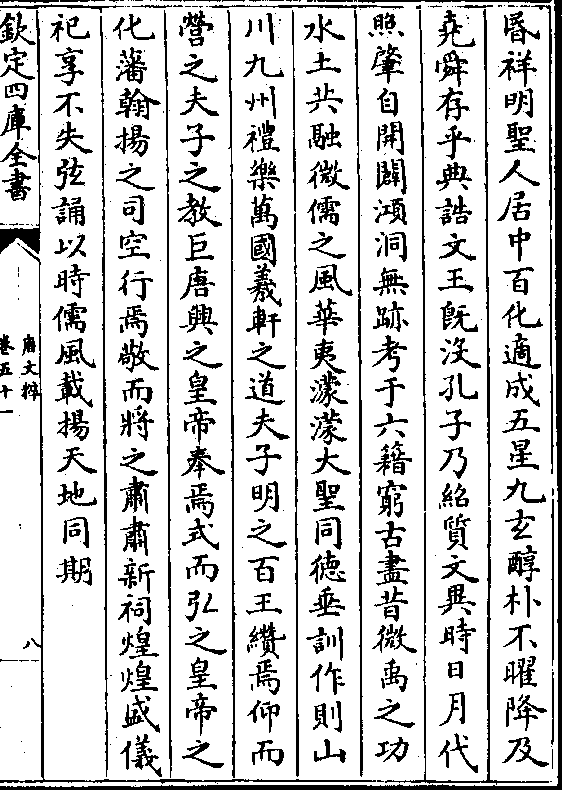 昬祥明聖人居中百化適成五星九玄醇朴不曜降及
堯舜存乎典誥文王既沒孔子乃紹質文異時日月代
照肇自開闢澒洞無跡考于六籍窮古盡昔微禹之功
水土共融微儒之風華夷濛濛大聖同德垂訓作則山
川九州禮樂萬國羲軒之道夫子明之百王纘焉仰而
營之夫子之教巨唐興之皇帝奉焉式而弘之皇帝之
化藩翰揚之司空行焉敬而將之肅肅新祠煌煌盛儀
祀享不失弦誦以時儒風載揚天地同期
欽定四庫全書
唐文粹
卷五十一
八